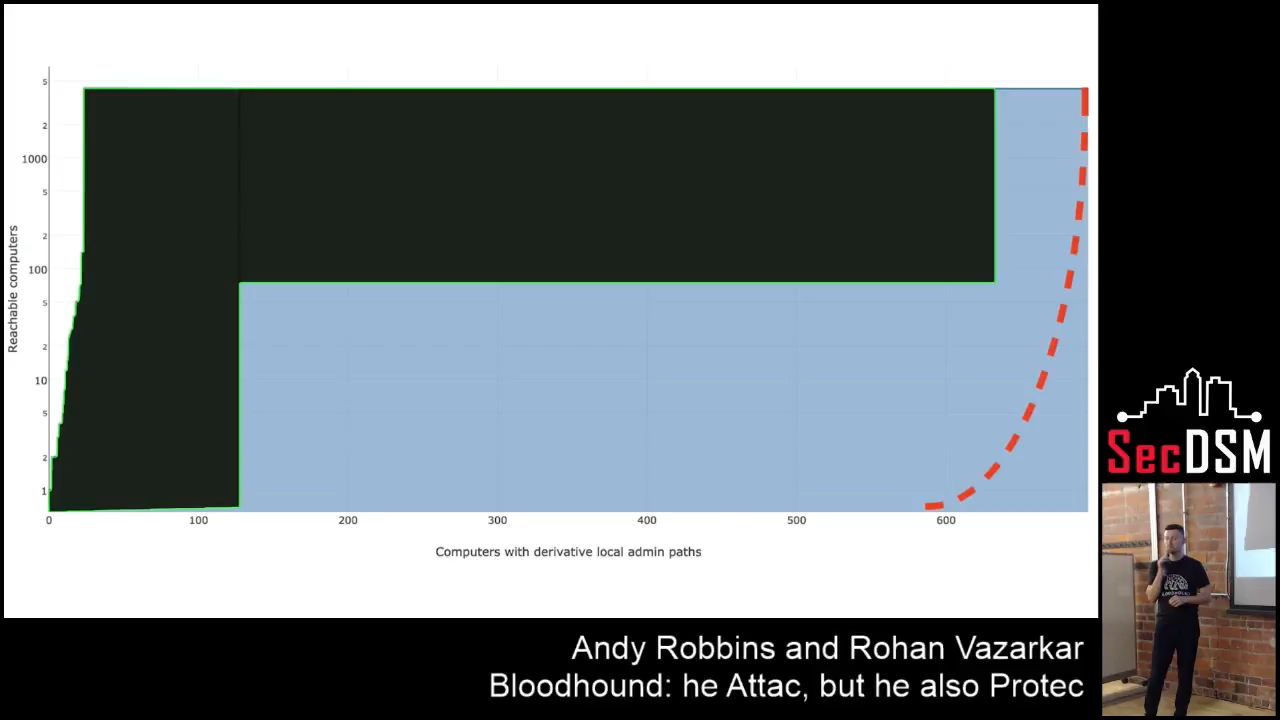 5
2
1000
5
2
100
5
2
10
5
2
1
Reachable computers
0 100 200 300 400 500 600
Computers with derivative local admin paths
SecDSM
Andy Robbins and Rohan Vazarkar
Bloodhound: he Attac, but he also Protec